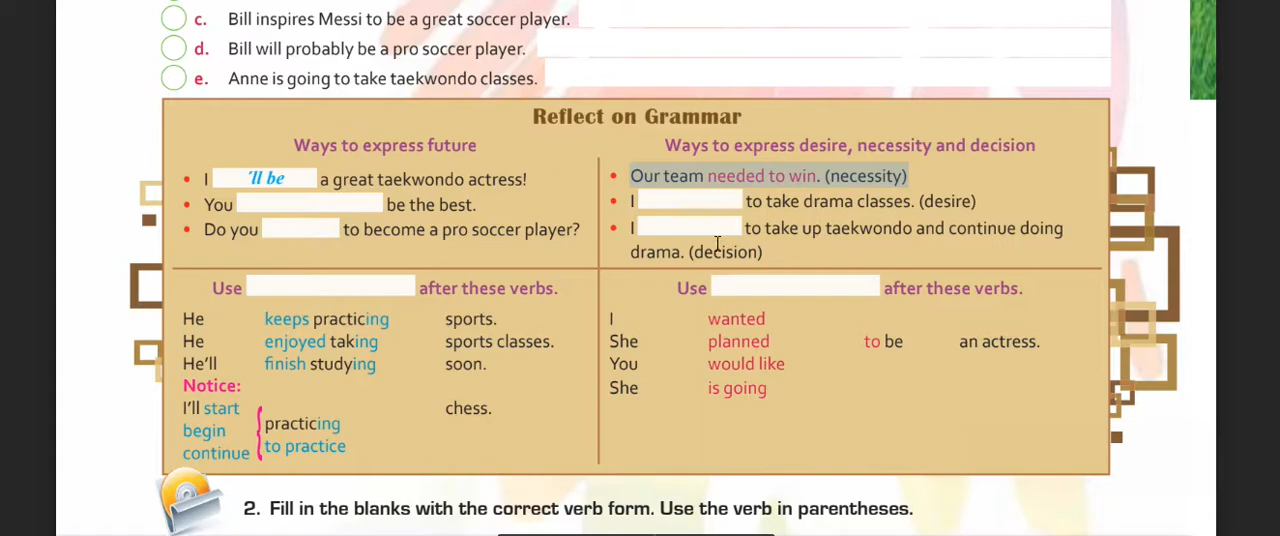 c. Bill inspires Messi to be a great soccer player.
d. Bill will probably be a pro soccer player.
e. Anne is going to take taekwondo classes.
Reflect on Grammar
Ways to express future
• I 'll be a great taekwondo actress!
• You be the best.
• Do you to become a pro soccer player?
Ways to express desire, necessity and decision
• Our team needed to win. (necessity)
• I to take drama classes. (desire)
• I to take up taekwondo and continue doing
drama. (decision)
Use after these verbs.
He keeps practicing sports.
He enjoyed taking sports classes.
He'll finish studying soon.
Notice:
I'll start chess.
practicing
begin
to practice
continue
Use after these verbs.
I wanted
She planned to be an actress.
You would like
She is going
2. Fill in the blanks with the correct verb form. Use the verb in parentheses.